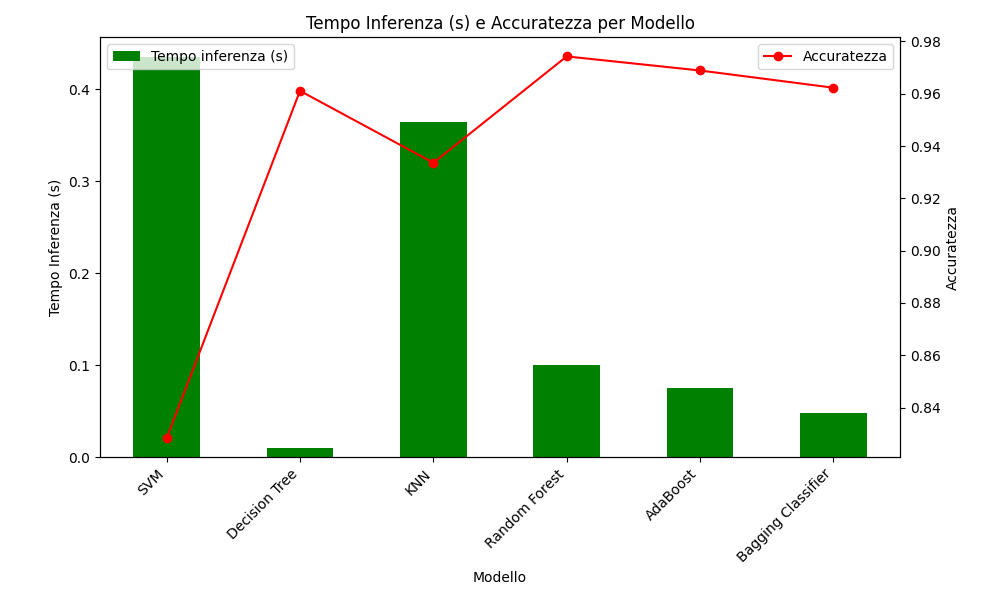 Tempo Inferenza (s) e Accuratezza per Modello
Tempo inferenza (s)
Accuratezza
Tempo Inferenza (s)
0.4
0.3
0.2
0.1
0.0
0.98
0.96
0.94
0.92
0.90
0.88
0.86
0.84
Accuratezza
SVM
Decision Tree
KNN
Random Forest
AdaBoost
Bagging Classifier
Modello